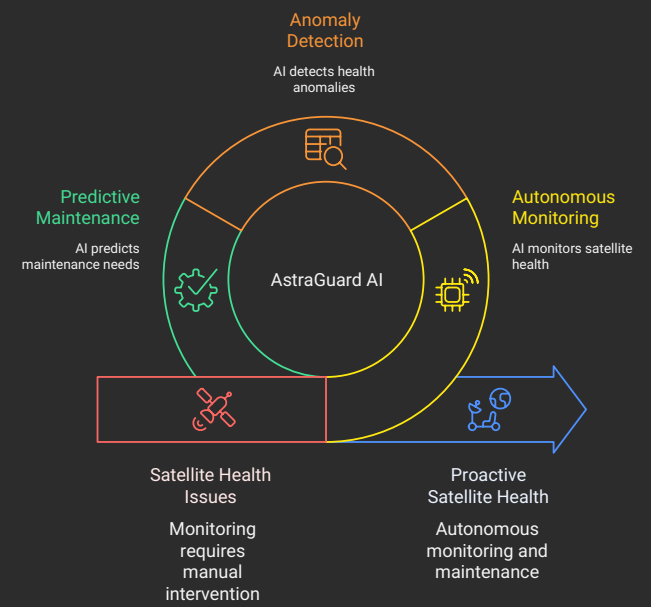 Anomaly
Detection
AI detects health
anomalies
Predictive
Maintenance
AI predicts
maintenance needs
Autonomous
Monitoring
AI monitors satellite
health
AstraGuard AI
Satellite Health
Issues
Monitoring
requires
manual
intervention
Proactive
Satellite Health
Autonomous
monitoring and
maintenance